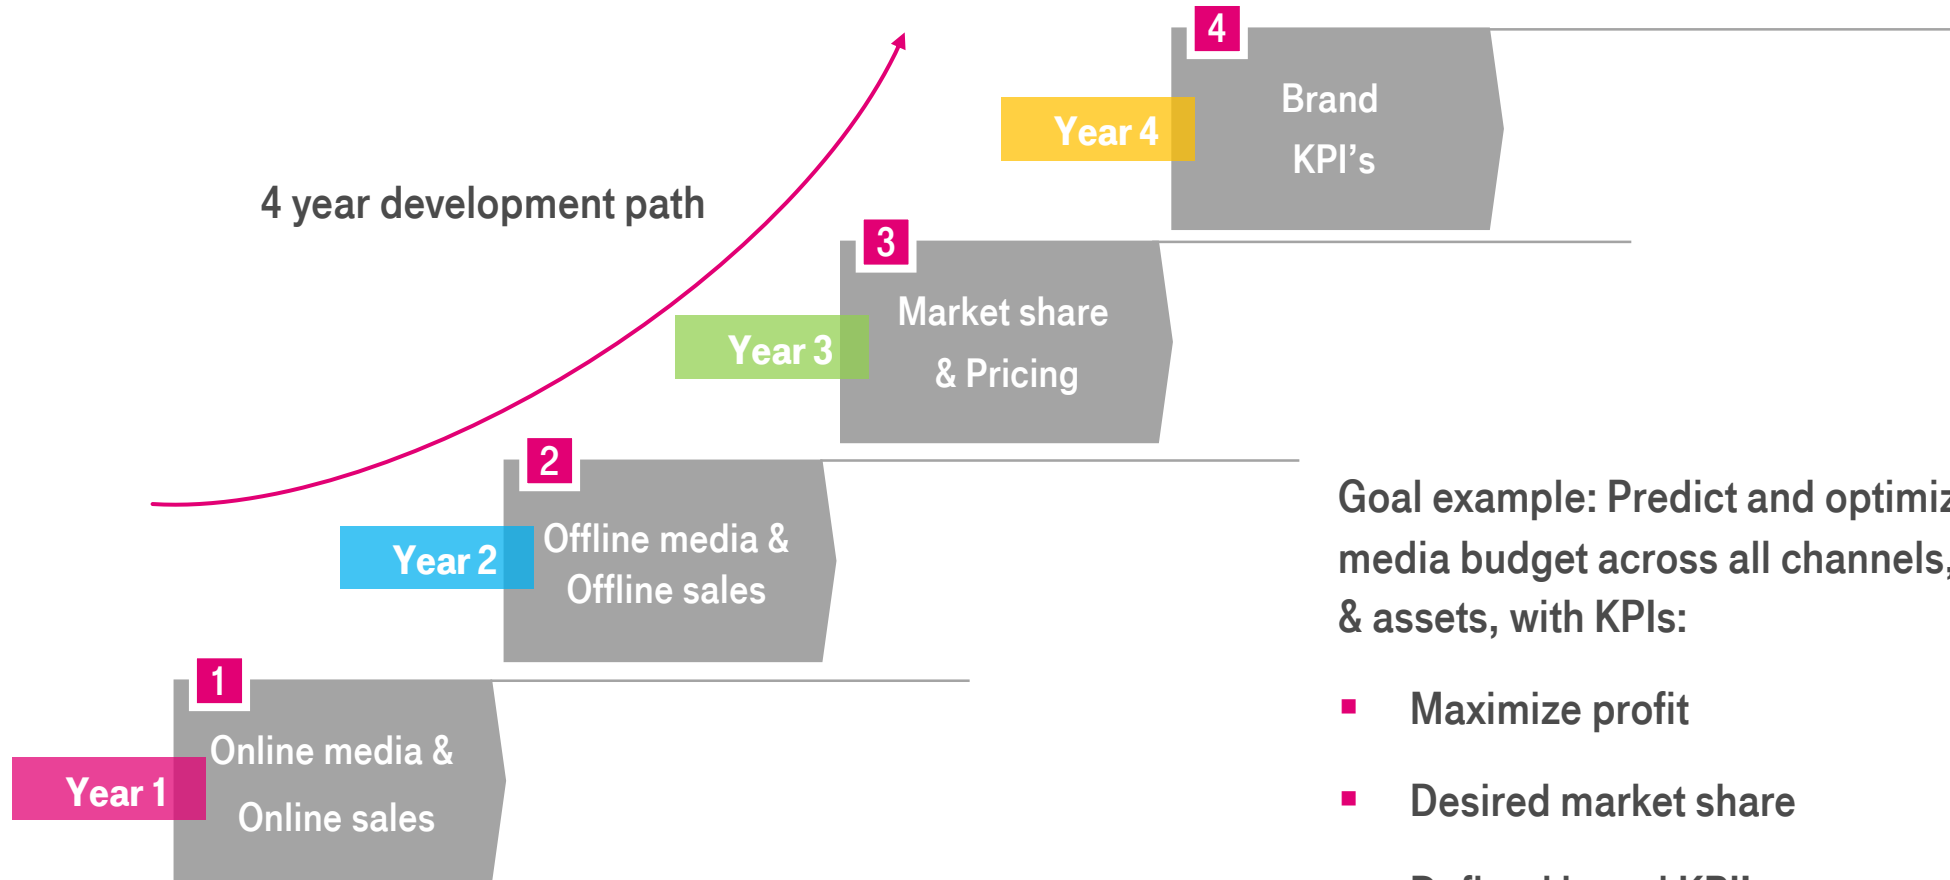 4
Brand
KPI's
Year 4
4 year development path
3
Market share
& Pricing
Year 3
2
Offline media &
Offline sales
Year 2
1
Online media &
Online sales
Year 1
Goal example: Predict and optimiz
media budget across all channels,
& assets, with KPIs:
▪ Maximize profit
▪ Desired market share